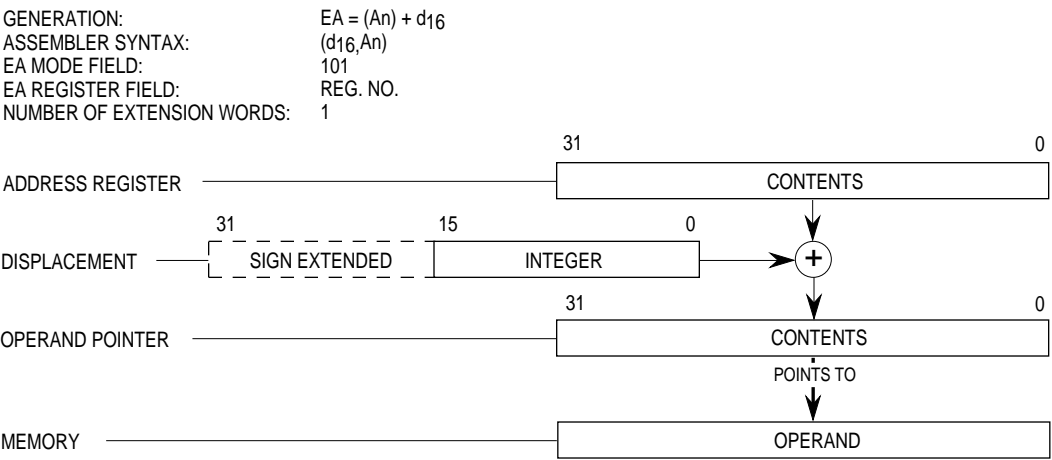 GENERATION: EA = (An) + d16
ASSEMBLER SYNTAX: (d16,An)
EA MODE FIELD: 101
EA REGISTER FIELD: REG. NO.
NUMBER OF EXTENSION WORDS: 1
31 0
ADDRESS REGISTER CONTENTS
31 15 0
DISPLACEMENT SIGN EXTENDED INTEGER +
31 0
OPERAND POINTER CONTENTS
POINTS TO
MEMORY OPERAND